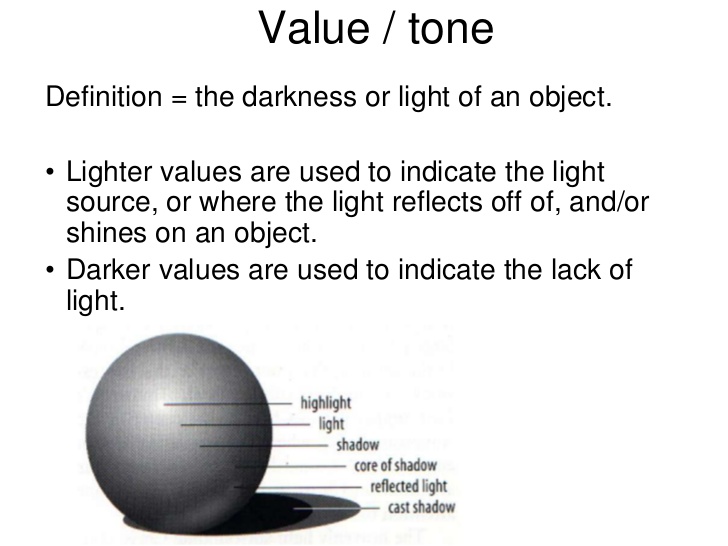 Value / tone
Definition = the darkness or light of an object.
• Lighter values are used to indicate the light
source, or where the light reflects off of, and/or
shines on an object.
• Darker values are used to indicate the lack of
light.
highlight
light
shadow
core of shadow
reflected light
cast shadow